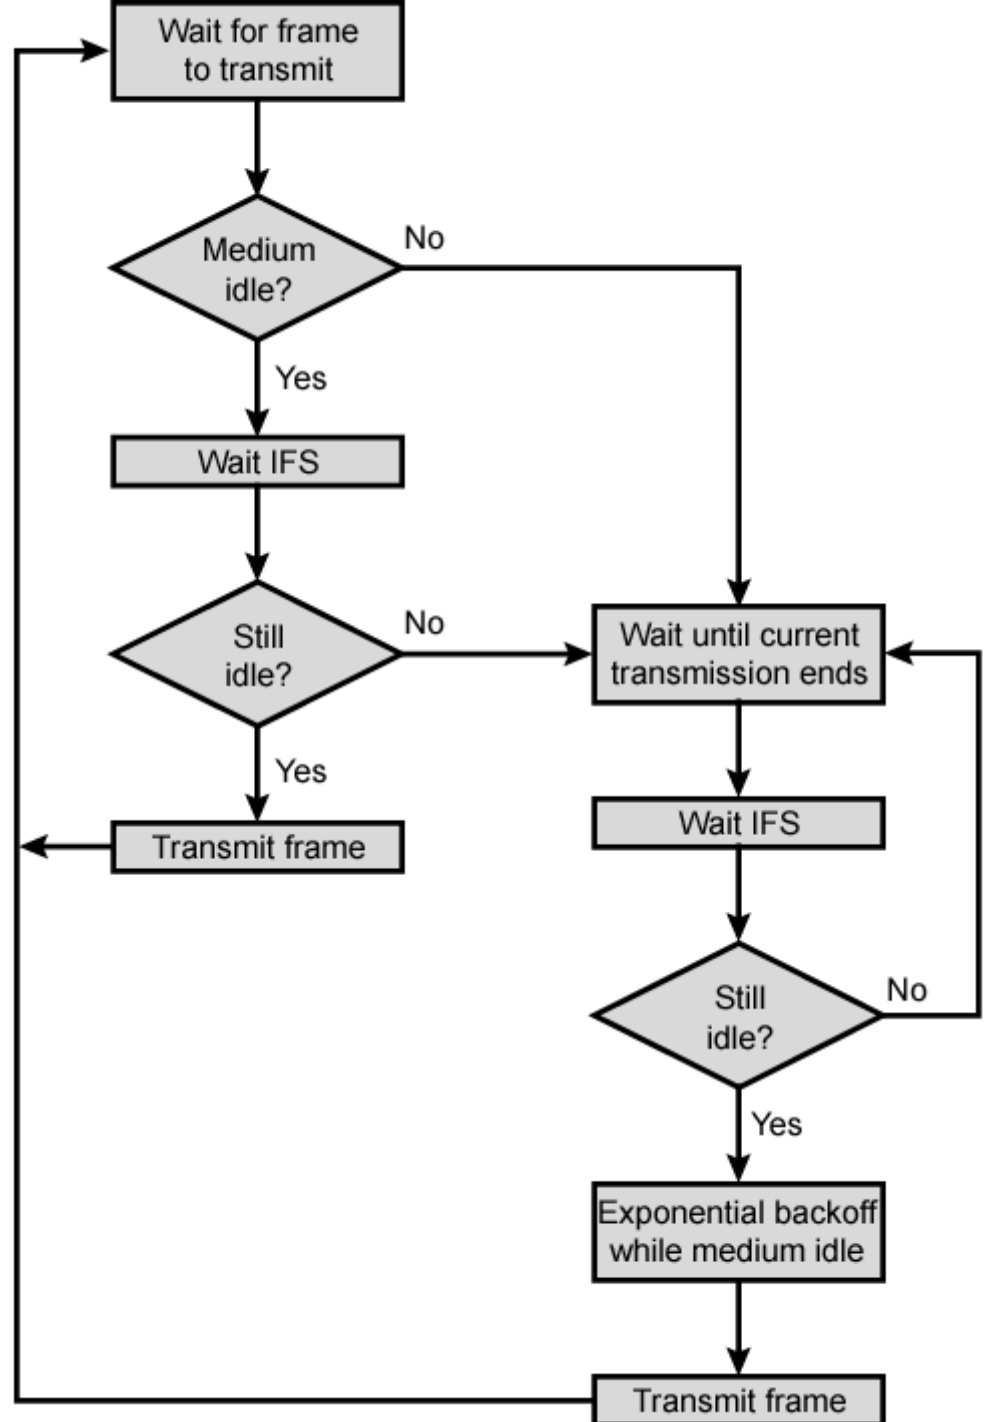 Wait for frame
to transmit
Medium
idle?
No
Yes
Wait IFS
Still
idle?
No
Yes
Transmit frame
Wait until current
transmission ends
Wait IFS
Still
idle?
No
Yes
Exponential backoff
while medium idle
Transmit frame